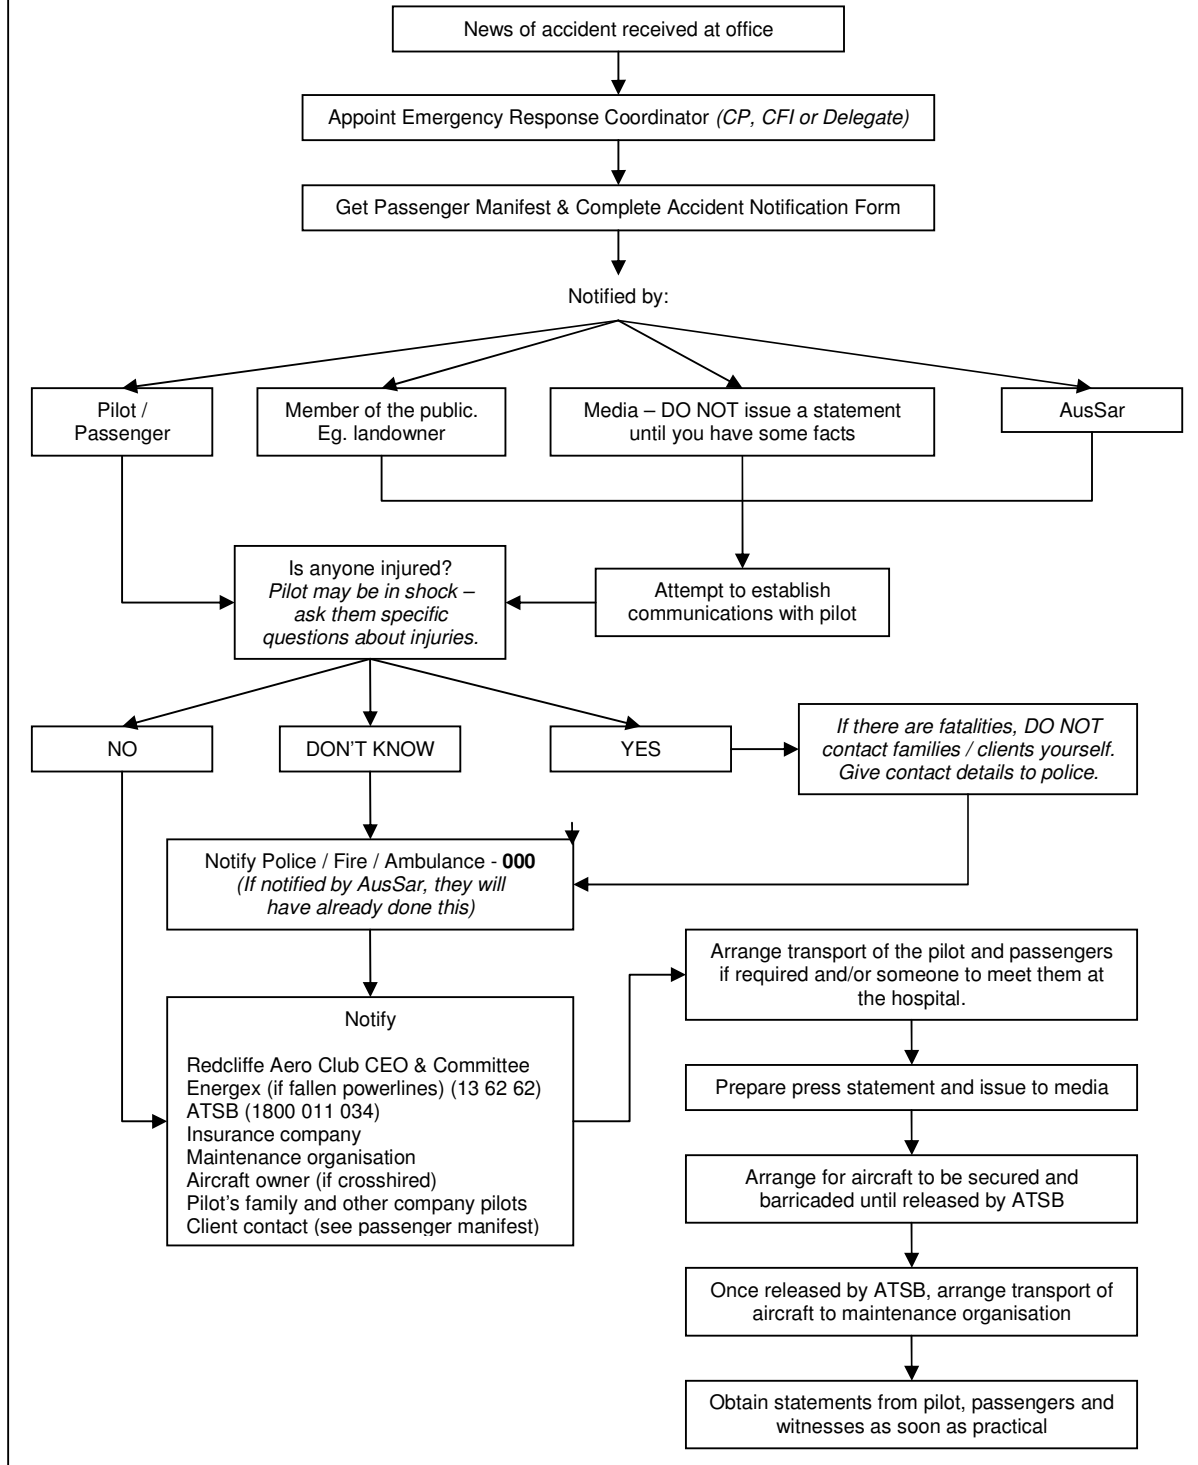 News of accident received at office
Appoint Emergency Response Coordinator (CP, CFI or Delegate)
Get Passenger Manifest & Complete Accident Notification Form
Notified by:
Pilot /
Passenger
Member of the public.
Eg. landowner
Media – DO NOT issue a statement
until you have some facts
AusSar
Is anyone injured?
Pilot may be in shock –
ask them specific
questions about injuries.
Attempt to establish
communications with pilot
NO
DON'T KNOW
YES
If there are fatalities, DO NOT
contact families / clients yourself.
Give contact details to police.
Notify Police / Fire / Ambulance - 000
(If notified by AusSar, they will
have already done this)
Notify
Redcliffe Aero Club CEO & Committee
Energex (if fallen powerlines) (13 62 62)
ATSB (1800 011 034)
Insurance company
Maintenance organisation
Aircraft owner (if crosshired)
Pilot's family and other company pilots
Client contact (see passenger manifest)
Arrange transport of the pilot and passengers
if required and/or someone to meet them at
the hospital.
Prepare press statement and issue to media
Arrange for aircraft to be secured and
barricaded until released by ATSB
Once released by ATSB, arrange transport of
aircraft to maintenance organisation
Obtain statements from pilot, passengers and
witnesses as soon as practical